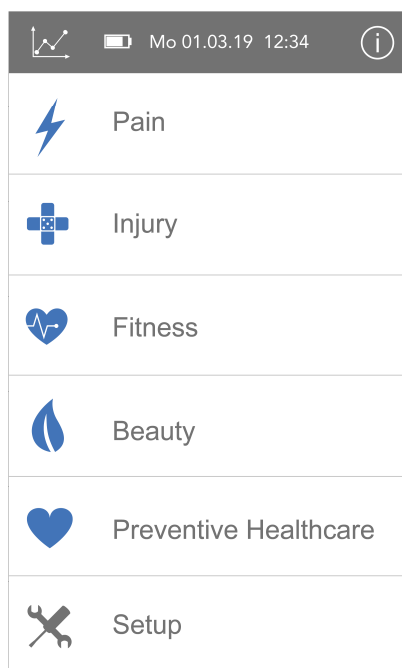 Mo 01.03.19 12:34
Pain
Injury
Fitness
Beauty
Preventive Healthcare
Setup